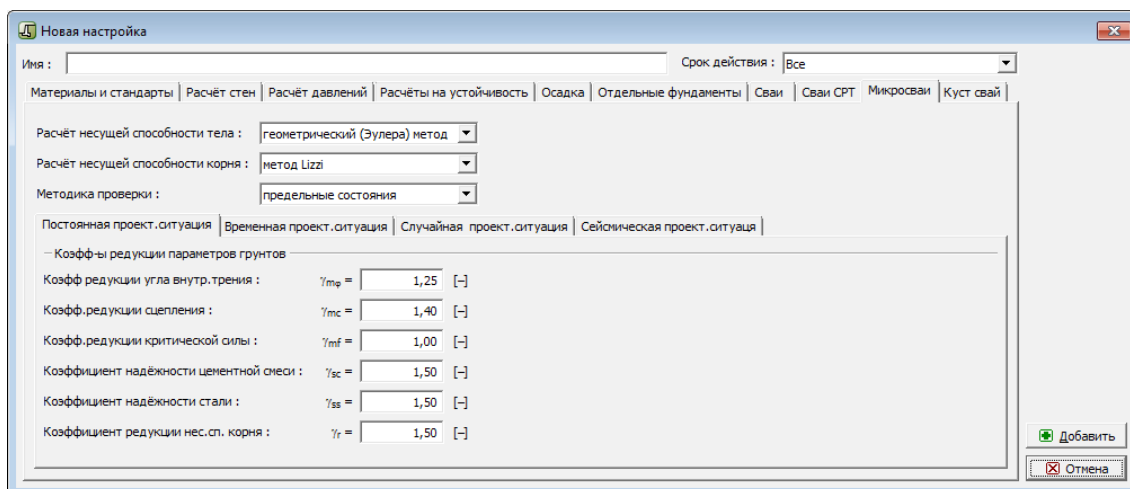 Новая настройка
Имя : Срок действия : Все
Материалы и стандарты Расчёт стен Расчёт давлений Расчёты на устойчивость Осадка Отдельные фундаменты Сваи Сваи СРТ Микросваи Куст свай
Расчёт несущей способности тела : геометрический (Эулера) метод
Расчёт несущей способности корня : метод Lizzi
Методика проверки : предельные состояния
Постоянная проект.ситуация Временная проект.ситуация Случайная проект.ситуация Сейсмическая проект.ситуаця
Коэфф-ы редукции параметров грунтов
Коэфф редукции угла внутр.трения : γmφ = 1,25 [–]
Коэфф.редукции сцепления : γmc = 1,40 [–]
Коэфф.редукции критической силы : γmf = 1,00 [–]
Коэффициент надёжности цементной смеси : γsc = 1,50 [–]
Коэффициент надёжности стали : γss = 1,50 [–]
Коэффициент редукции нес.сп. корня : γr = 1,50 [–]
Добавить
Отмена